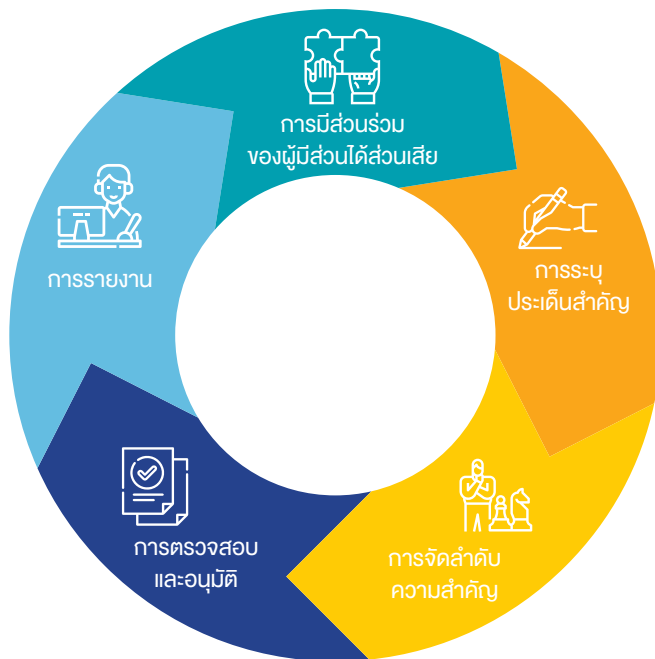 การมีส่วนร่วม
ของผู้มีส่วนได้ส่วนเสีย
การระบุ
ประเด็นสำคัญ
การจัดลำดับ
ความสำคัญ
การตรวจสอบ
และอนุมัติ
การรายงาน